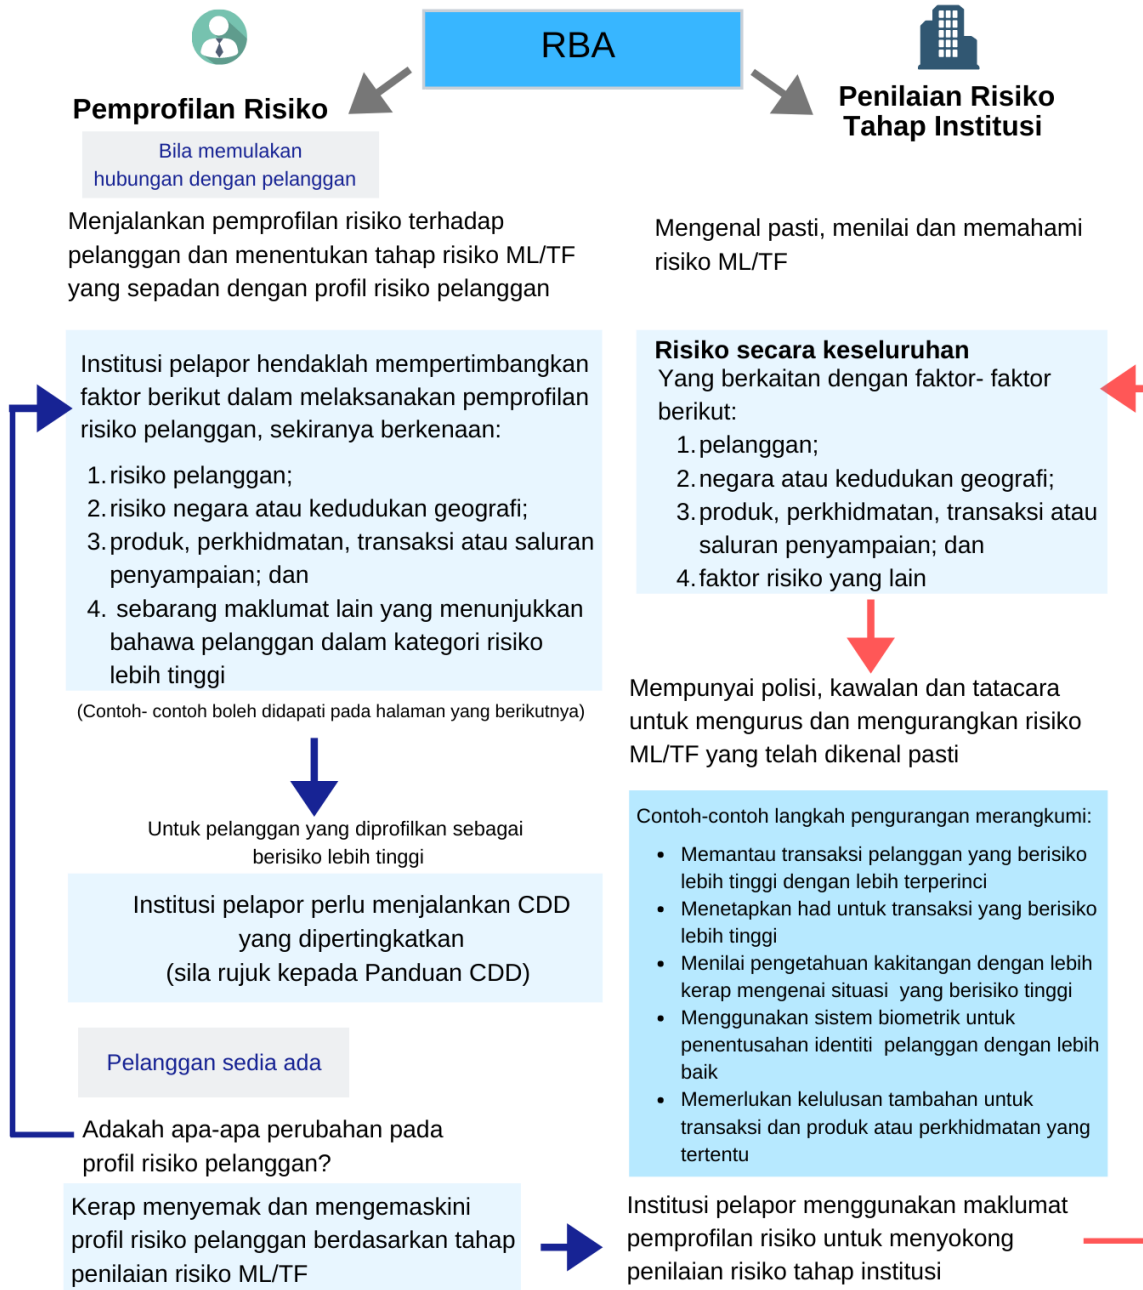 RBA
Pemprofilan Risiko
Bila memulakan
hubungan dengan pelanggan
Menjalankan pemprofilan risiko terhadap
pelanggan dan menentukan tahap risiko ML/TF
yang sepadan dengan profil risiko pelanggan
Institusi pelapor hendaklah mempertimbangkan
faktor berikut dalam melaksanakan pemprofilan
risiko pelanggan, sekiranya berkenaan:
1. risiko pelanggan;
2. risiko negara atau kedudukan geografi;
3. produk, perkhidmatan, transaksi atau saluran
penyampaian; dan
4. sebarang maklumat lain yang menunjukkan
bahawa pelanggan dalam kategori risiko
lebih tinggi
(Contoh- contoh boleh didapati pada halaman yang berikutnya)
Untuk pelanggan yang diprofilkan sebagai
berisiko lebih tinggi
Institusi pelapor perlu menjalankan CDD
yang dipertingkatkan
(sila rujuk kepada Panduan CDD)
Pelanggan sedia ada
Adakah apa-apa perubahan pada
profil risiko pelanggan?
Kerap menyemak dan mengemaskini
profil risiko pelanggan berdasarkan tahap
penilaian risiko ML/TF
Penilaian Risiko
Tahap Institusi
Mengenal pasti, menilai dan memahami
risiko ML/TF
Risiko secara keseluruhan
Yang berkaitan dengan faktor- faktor
berikut:
1. pelanggan;
2. negara atau kedudukan geografi;
3. produk, perkhidmatan, transaksi atau
saluran penyampaian; dan
4. faktor risiko yang lain
Mempunyai polisi, kawalan dan tatacara
untuk mengurus dan mengurangkan risiko
ML/TF yang telah dikenal pasti
Contoh-contoh langkah pengurangan merangkumi:
• Memantau transaksi pelanggan yang berisiko
lebih tinggi dengan lebih terperinci
• Menetapkan had untuk transaksi yang berisiko
lebih tinggi
• Menilai pengetahuan kakitangan dengan lebih
kerap mengenai situasi yang berisiko tinggi
• Menggunakan sistem biometrik untuk
penentusahan identiti pelanggan dengan lebih
baik
• Memerlukan kelulusan tambahan untuk
transaksi dan produk atau perkhidmatan yang
tertentu
Institusi pelapor menggunakan maklumat
pemprofilan risiko untuk menyokong
penilaian risiko tahap institusi